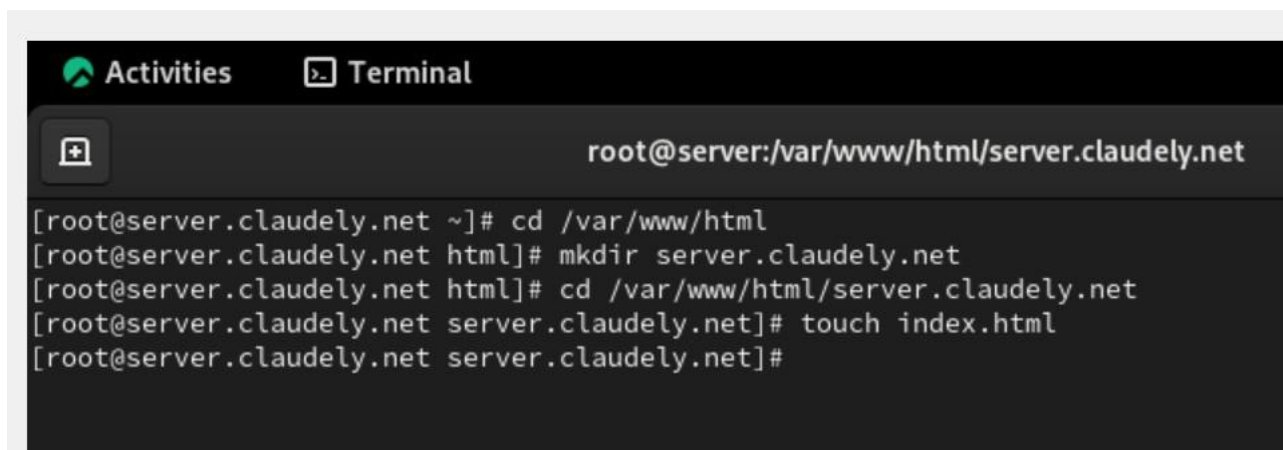 Activities Terminal
root@server:/var/www/html/server.claudely.net
[root@server.claudely.net ~]# cd /var/www/html
[root@server.claudely.net html]# mkdir server.claudely.net
[root@server.claudely.net html]# cd /var/www/html/server.claudely.net
[root@server.claudely.net server.claudely.net]# touch index.html
[root@server.claudely.net server.claudely.net]#